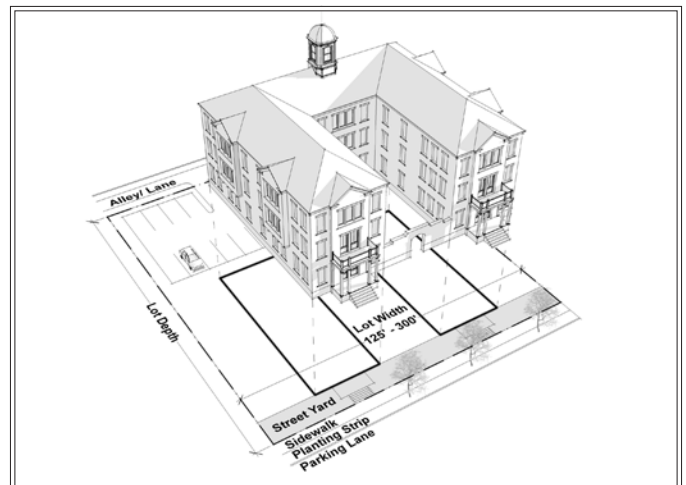 Alley/ Lane
Lot Depth
Lot Width
125' - 300'
Street Yard
Sidewalk
Planting Strip
Parking Lane